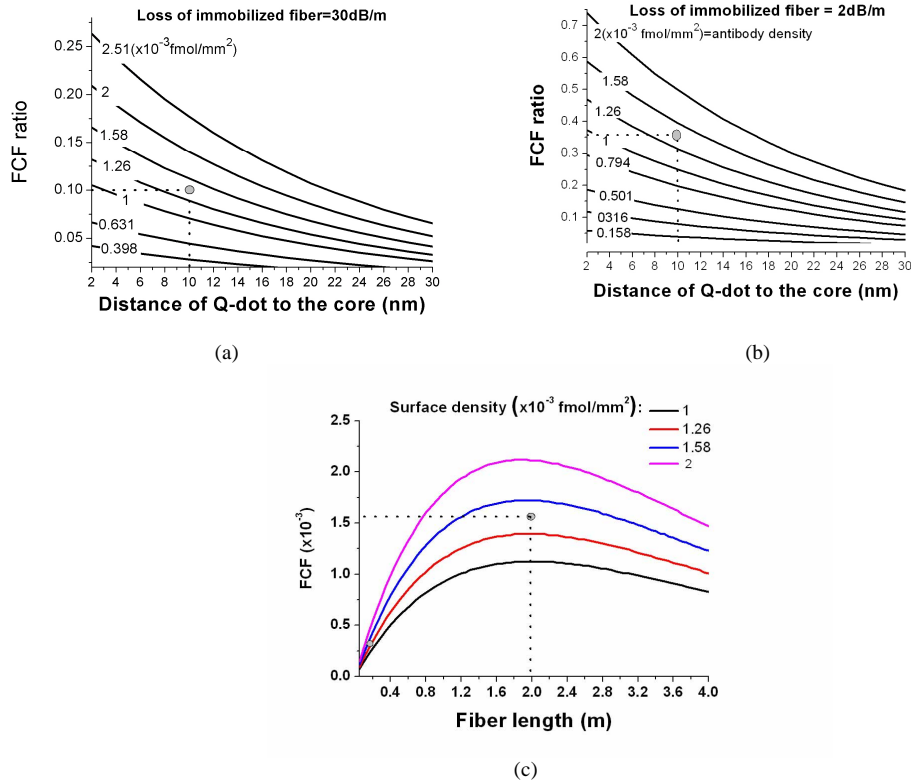 Loss of immobilized fiber=30dB/m
0.25
0.20
0.15
0.10
0.05
FCF ratio
2.51(x10⁻³fmol/mm²)
2
1.58
1.26
1
0.631
0.398
2 4 6 8 10 12 14 16 18 20 22 24 26 28 30
Distance of Q-dot to the core (nm)
(a)
Loss of immobilized fiber = 2dB/m
0.7
0.6
0.5
0.4
0.3
0.2
0.1
FCF ratio
2(x10⁻³ fmol/mm²)=antibody density
1.58
1.26
1
0.794
0.501
0316
0.158
2 4 6 8 10 12 14 16 18 20 22 24 26 28 30
Distance of Q-dot to the core (nm)
(b)
Surface density (x10⁻³ fmol/mm²):
1
1.26
1.58
2
2.5
2.0
1.5
1.0
0.5
0.0
FCF (x10⁻³)
0.4 0.8 1.2 1.6 2.0 2.4 2.8 3.2 3.6 4.0
Fiber length (m)
(c)